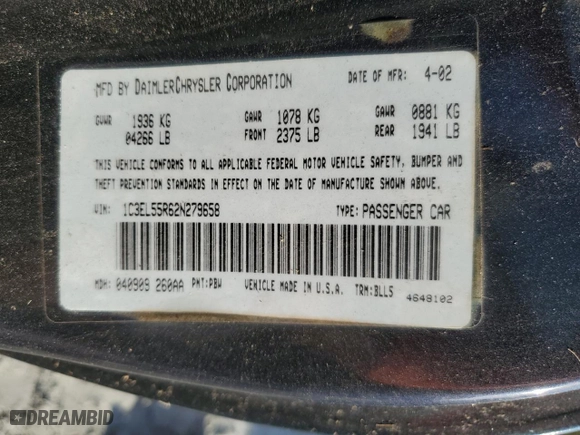 MFD BY DAIMLERCHRYSLER CORPORATION DATE OF MFR: 4-02
GVWR 1936 KG GAWR 1078 KG GAWR 0881 KG
04266 LB FRONT 2375 LB REAR 1941 LB
THIS VEHICLE CONFORMS TO ALL APPLICABLE FEDERAL MOTOR VEHICLE SAFETY, BUMPER AND
THEFT PREVENTION STANDARDS IN EFFECT ON THE DATE OF MANUFACTURE SHOWN ABOVE.
VIN: 1C3EL55R62N279658 TYPE: PASSENGER CAR
MDH: 040909 260AA PNT:PBW VEHICLE MADE IN U.S.A. TRM:BLLS 4648102
DREAMBID